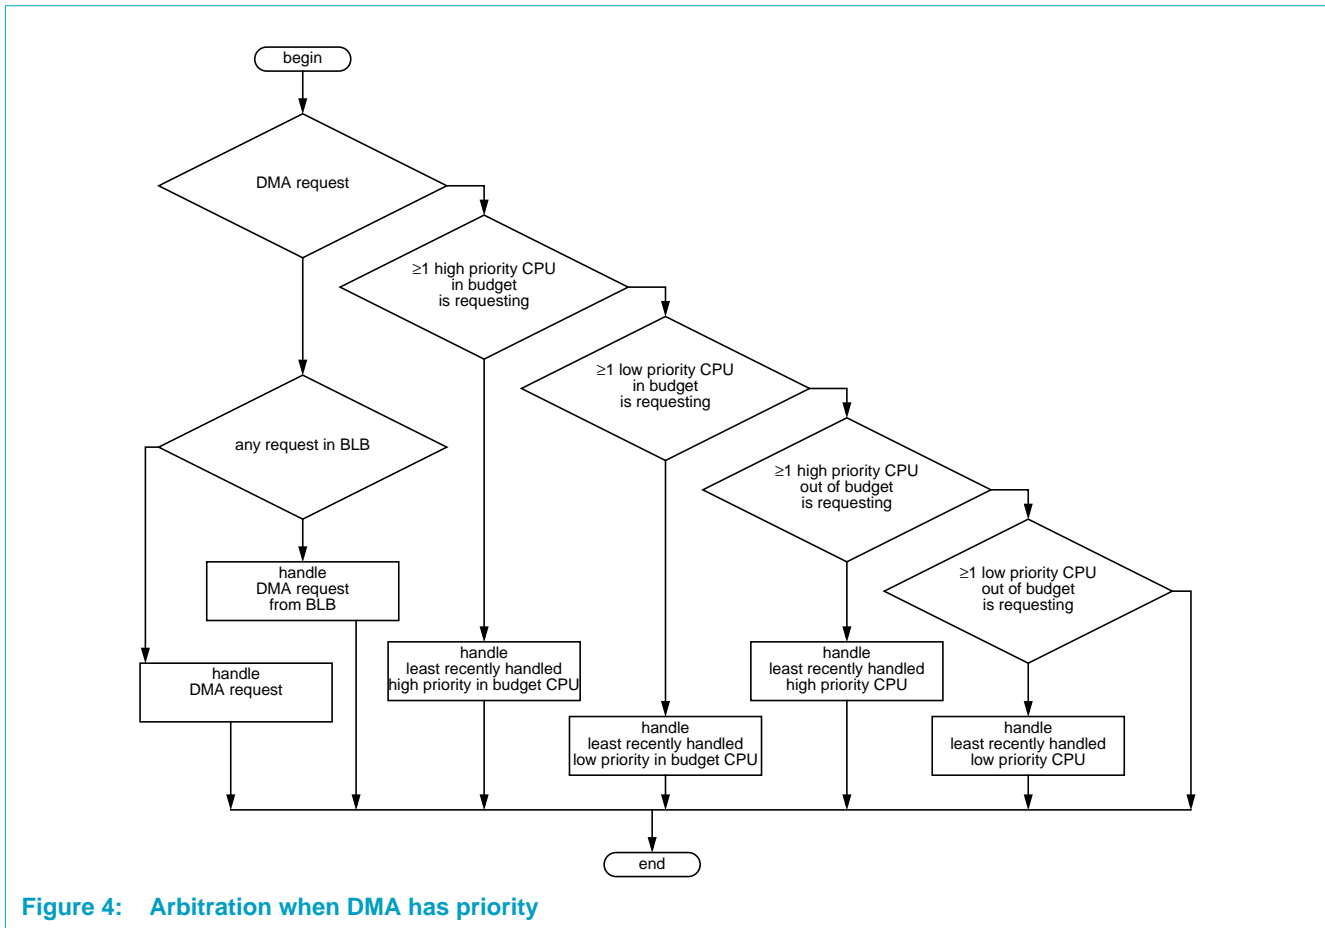 begin
DMA request
≥1 high priority CPU
in budget
is requesting
≥1 low priority CPU
in budget
is requesting
any request in BLB
≥1 high priority CPU
out of budget
is requesting
≥1 low priority CPU
out of budget
is requesting
handle
DMA request
from BLB
handle
DMA request
handle
least recently handled
high priority in budget CPU
handle
least recently handled
low priority in budget CPU
handle
least recently handled
high priority CPU
handle
least recently handled
low priority CPU
end
Figure 4: Arbitration when DMA has priority